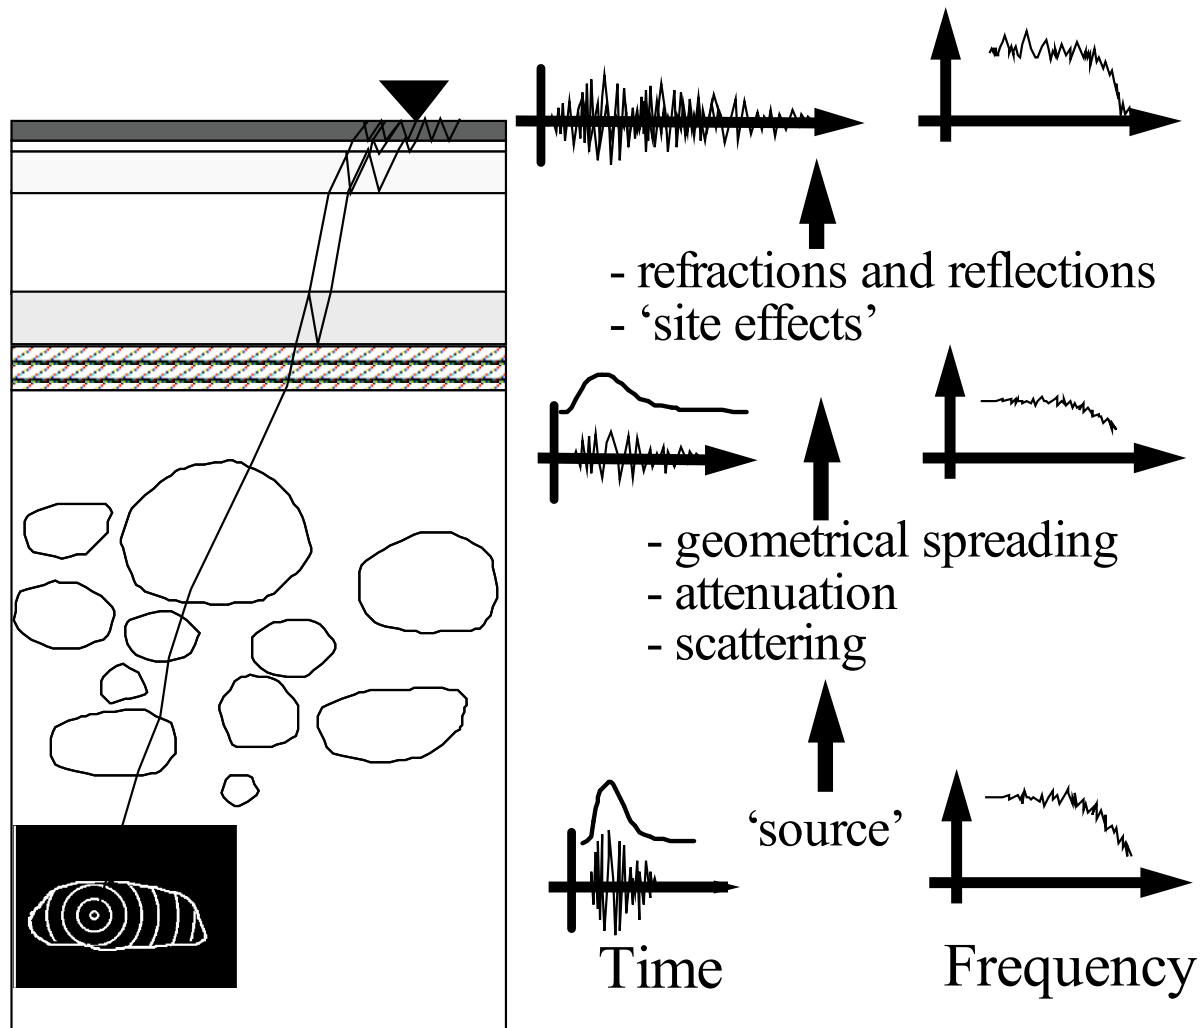 - refractions and reflections
- ‘site effects’
- geometrical spreading
- attenuation
- scattering
‘source’
Time
Frequency